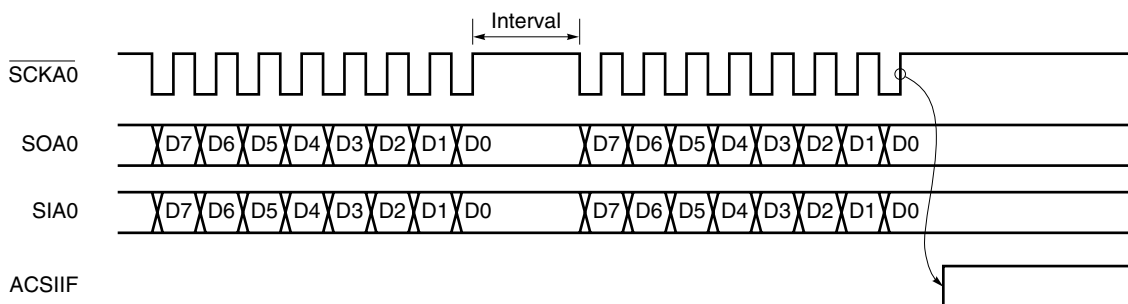 Interval
SCKA0
SOA0 D7 D6 D5 D4 D3 D2 D1 D0 D7 D6 D5 D4 D3 D2 D1 D0
SIA0 D7 D6 D5 D4 D3 D2 D1 D0 D7 D6 D5 D4 D3 D2 D1 D0
ACSIIF